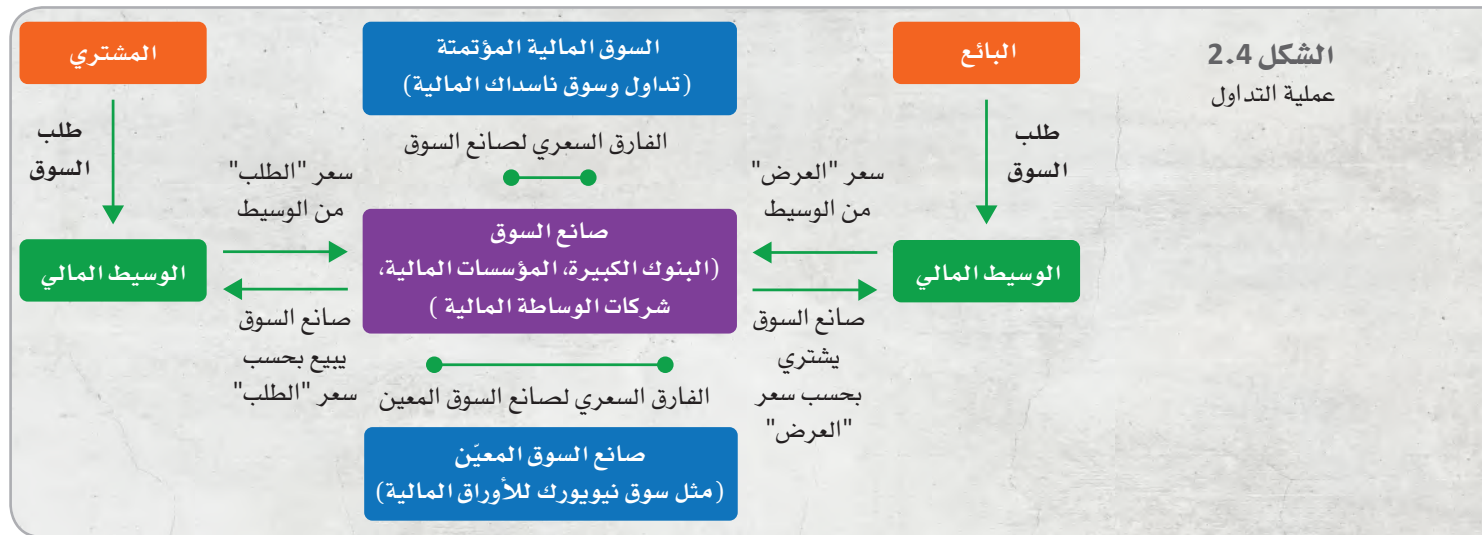 الشكل 2.4
عملية التداول
البائع
طلب
السوق
الوسيط المالي
سعر "العرض"
من الوسيط
صانع السوق
يشتري
بحسب سعر
"العرض"
السوق المالية المؤتمتة
(تداول وسوق ناسداك المالية)
الفارق السعري لصانع السوق
صانع السوق
(البنوك الكبيرة، المؤسسات المالية،
شركات الوساطة المالية )
الفارق السعري لصانع السوق المعين
صانع السوق المعيّن
(مثل سوق نيويورك للأوراق المالية)
سعر "الطلب"
من الوسيط
صانع السوق
يبيع بحسب
سعر "الطلب"
المشتري
طلب
السوق
الوسيط المالي